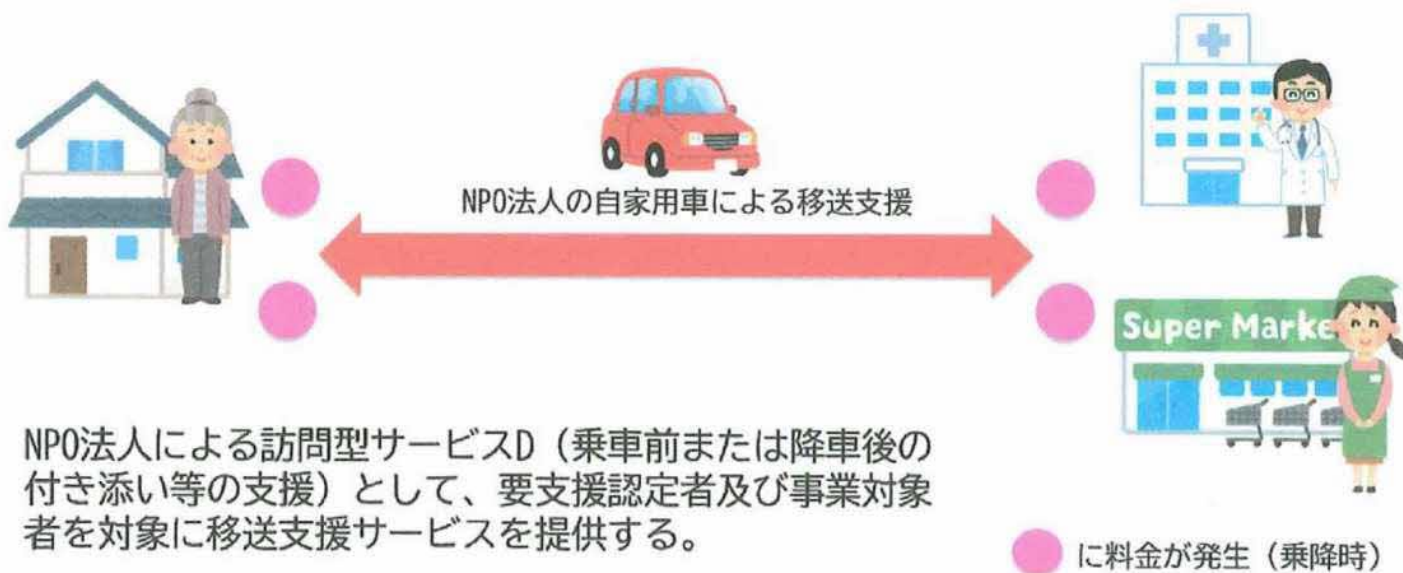 NPO法人の自家用車による移送支援
Super Marke
NPO法人による訪問型サービスD（乗車前または降車後の
付き添い等の支援）として、要支援認定者及び事業対象
者を対象に移送支援サービスを提供する。
に料金が発生（乗降時）